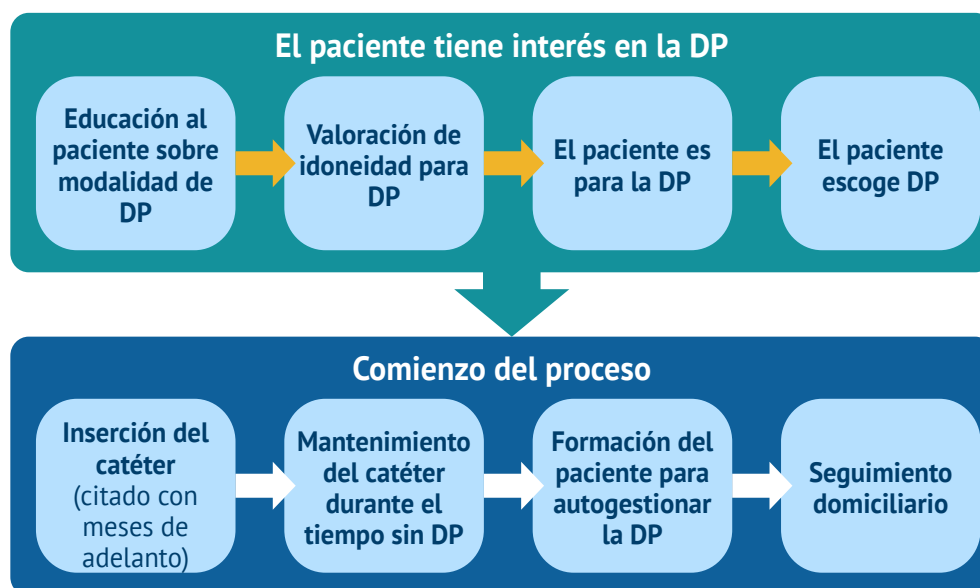 El paciente tiene interés en la DP
Educación al
paciente sobre
modalidad de
DP
Valoración de
idoneidad para
DP
El paciente es
para la DP
El paciente
escoge DP
Comienzo del proceso
Inserción del
catéter
(citado con
meses de
adelanto)
Mantenimiento
del catéter
durante el
tiempo sin DP
Formación del
paciente para
autogestionar
la DP
Seguimiento
domiciliario